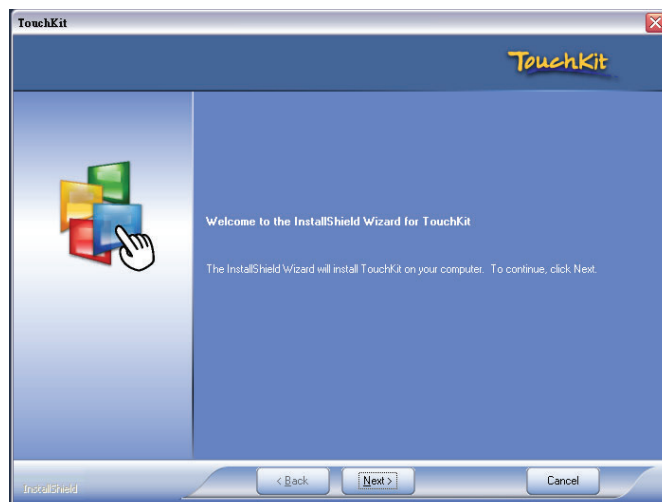 TouchKit
TouchKit
Welcome to the InstallShield Wizard for TouchKit
The InstallShield Wizard will install TouchKit on your computer. To continue, click Next.
InstallShield
< Back
Next >
Cancel